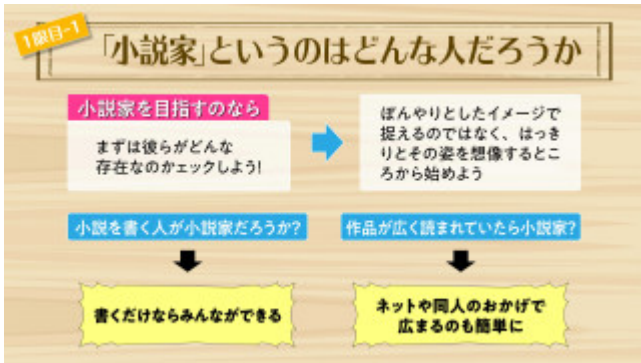 1限目-1
「小説家」というのはどんな人だろうか
小説家を目指すのなら
まずは彼らがどんな
存在なのかェックしよう!
ぼんやりとしたイメージで
捉えるのではなく、はっき
りとその姿を想像するとこ
ろから始めよう
小説を書く人が小説家だろうか?
作品が広く読まれていたら小説家?
書くだけならみんなができる
ネットや同人のおかげで
広まるのも簡単に